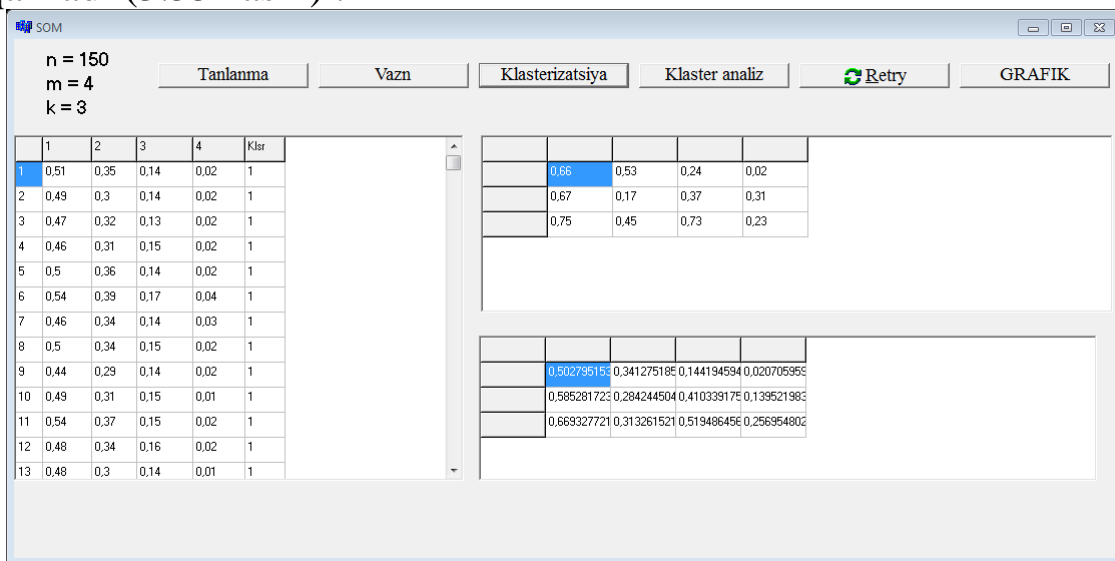 SOM
n = 150
m = 4
k = 3
Tanlanma Vazn Klasterizatsiya Klaster analiz Retry GRAFIK
1 2 3 4 Klsr
1 0,51 0,35 0,14 0,02 1
2 0,49 0,3 0,14 0,02 1
3 0,47 0,32 0,13 0,02 1
4 0,46 0,31 0,15 0,02 1
5 0,5 0,36 0,14 0,02 1
6 0,54 0,39 0,17 0,04 1
7 0,46 0,34 0,14 0,03 1
8 0,5 0,34 0,15 0,02 1
9 0,44 0,29 0,14 0,02 1
10 0,49 0,31 0,15 0,01 1
11 0,54 0,37 0,15 0,02 1
12 0,48 0,34 0,16 0,02 1
13 0,48 0,3 0,14 0,01 1
0,66 0,53 0,24 0,02
0,67 0,17 0,37 0,31
0,75 0,45 0,73 0,23
0,502795153 0,341275185 0,144194594 0,020705959
0,585281723 0,284244504 0,410339175 0,139521983
0,669327721 0,313261521 0,519486456 0,256954802